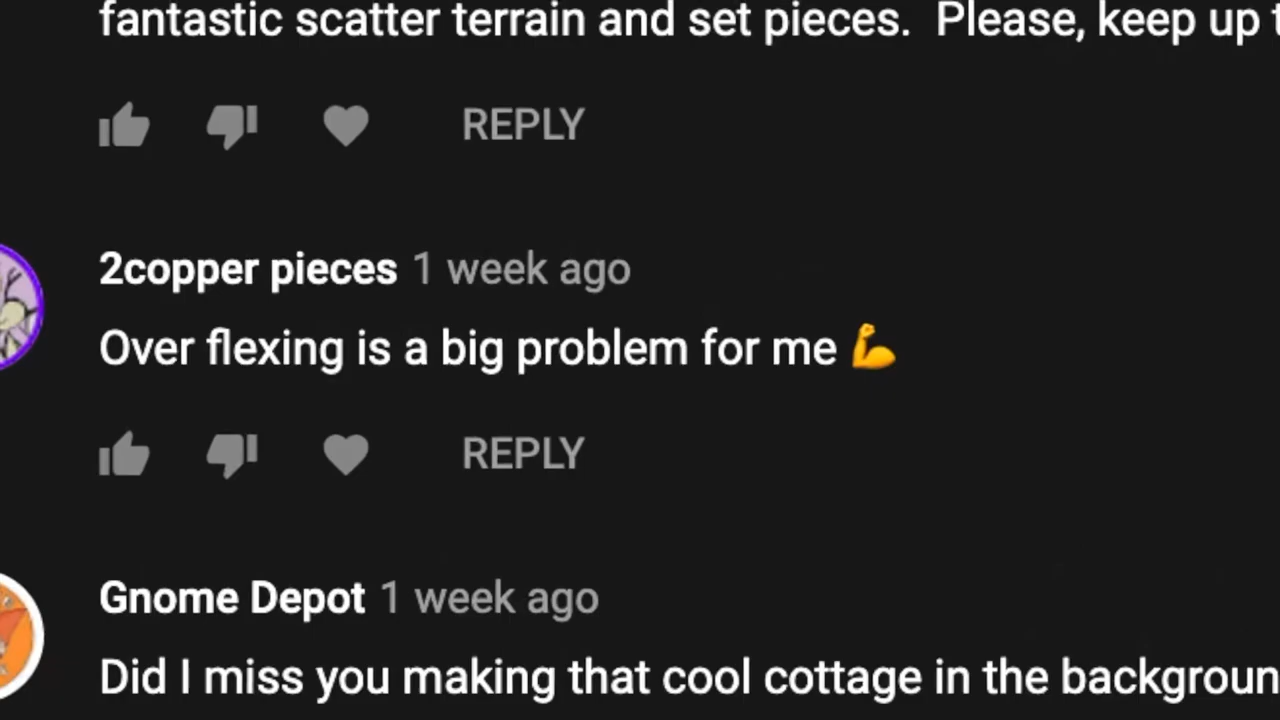 fantastic scatter terrain and set pieces. Please, keep up
REPLY
2copper pieces 1 week ago
Over flexing is a big problem for me 💪
REPLY
Gnome Depot 1 week ago
Did I miss you making that cool cottage in the